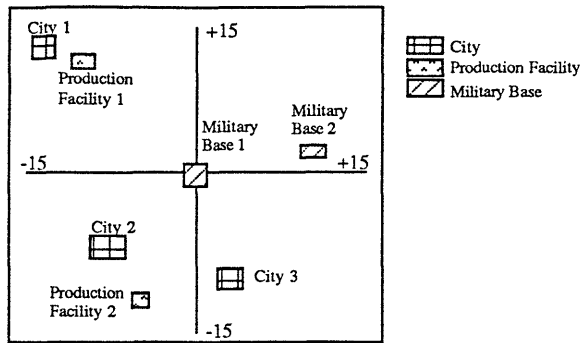 City 1
+15
Production
Facility 1
Military
Base 1
Military
Base 2
-15
+15
City 2
Production
Facility 2
City 3
-15
City
Production Facility
Military Base